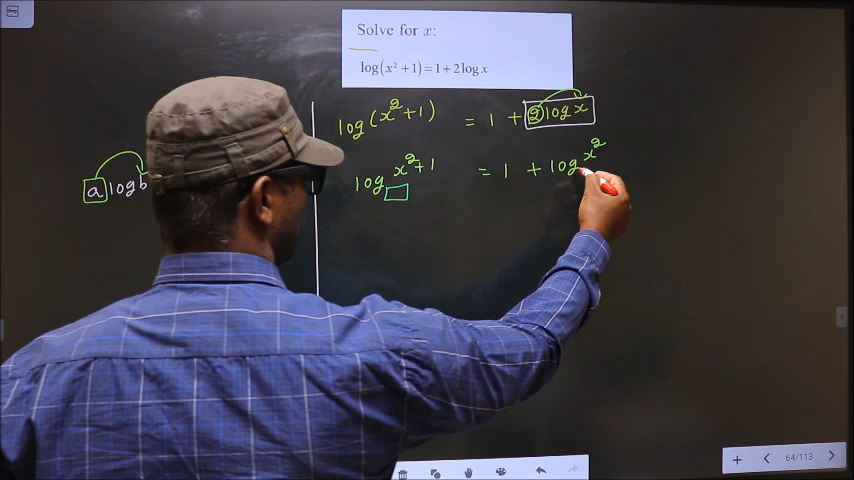 Solve for x:
log(x² + 1) = 1 + 2 log x
log(x² + 1) = 1 + 2 log x
a log b
log x² + 1 = 1 + log x²
64/113